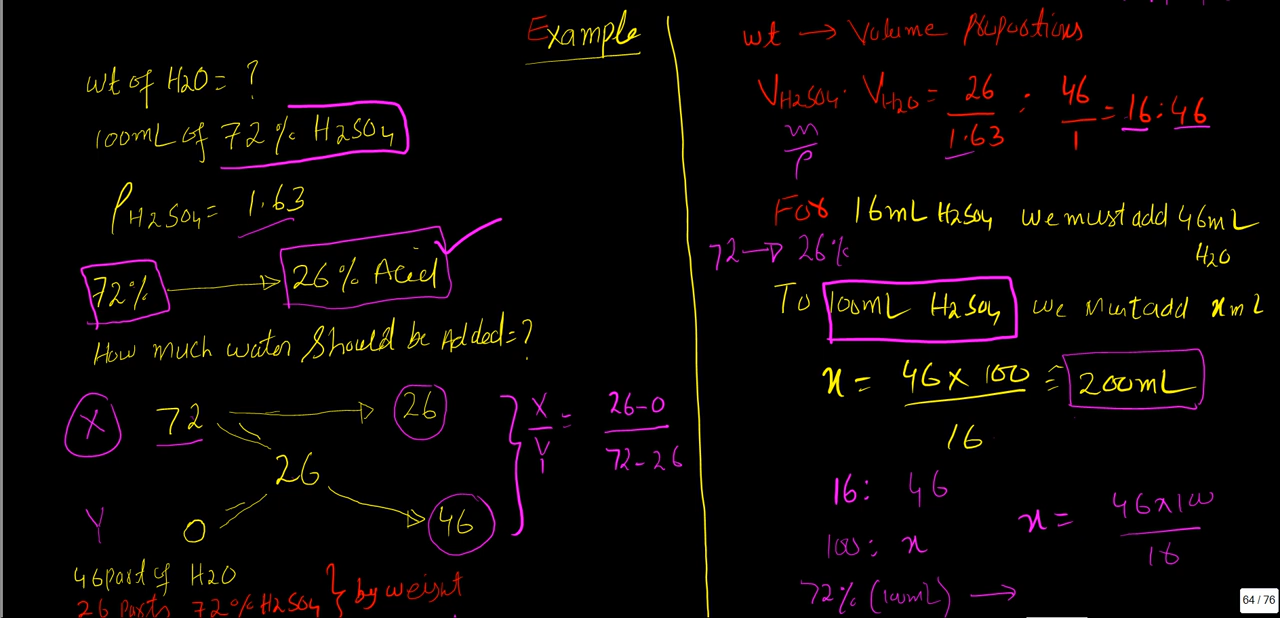 Example
wt of H2O = ?
100mL of 72% H2SO4
ρH2SO4 = 1.63
72% → 26% Acid
How much water Should be Added = ?
X 72 → 26
26
Y 0 46
X/Y = 26-0/72-26
46 part of H2O
26 parts 72% H2SO4 } by weight
wt → Volume Proportions
VH2SO4 : VH2O = 26/1.63 : 46/1 = 16 : 46
m/ρ
For 16mL H2SO4 we must add 46mL
H2O
72 → 26%
To 100mL H2SO4 we Must add x mL
x = 46 x 100/16 = 200mL
16 : 46
100 : x
x = 46 x 100/16
72% (100mL) →
64 / 76